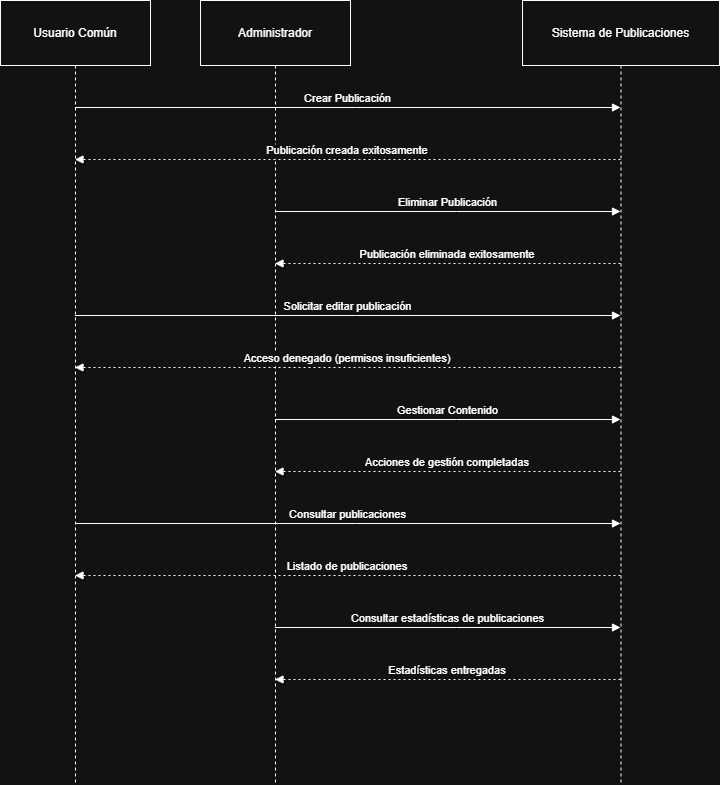 Usuario Común
Administrador
Sistema de Publicaciones
Crear Publicación
Publicación creada exitosamente
Eliminar Publicación
Publicación eliminada exitosamente
Solicitar editar publicación
Acceso denegado (permisos insuficientes)
Gestionar Contenido
Acciones de gestión completadas
Consultar publicaciones
Listado de publicaciones
Consultar estadísticas de publicaciones
Estadísticas entregadas